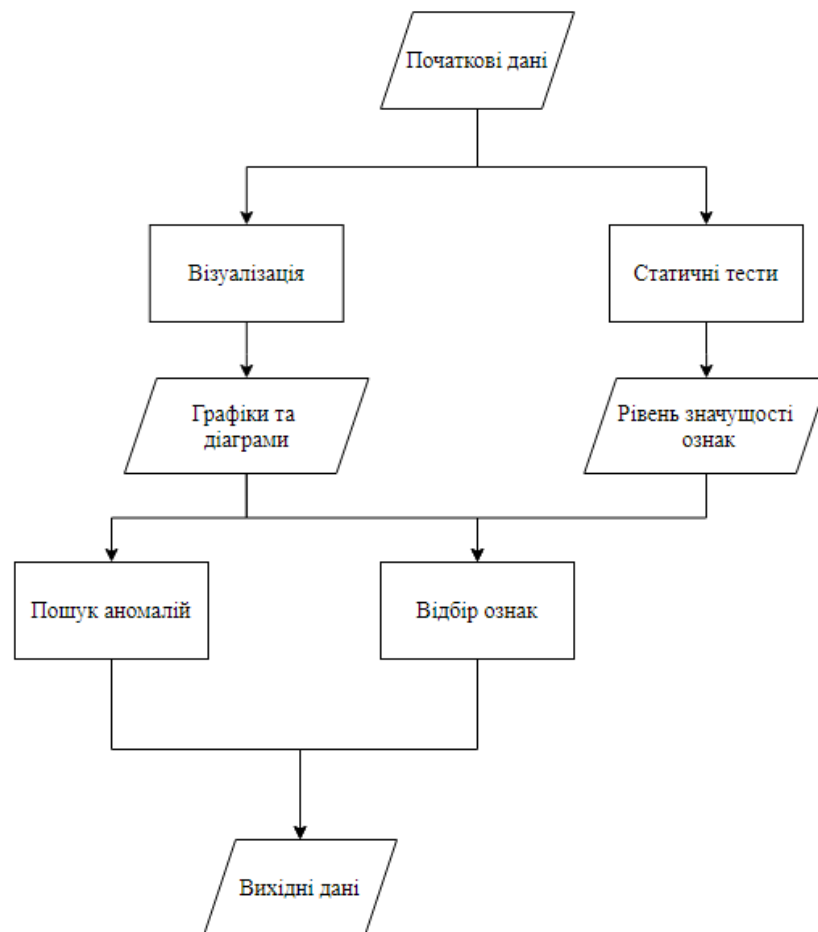 Початкові дані
Візуалізація
Статичні тести
Графіки та
діаграми
Рівень значущості
ознак
Пошук аномалій
Відбір ознак
Вихідні дані